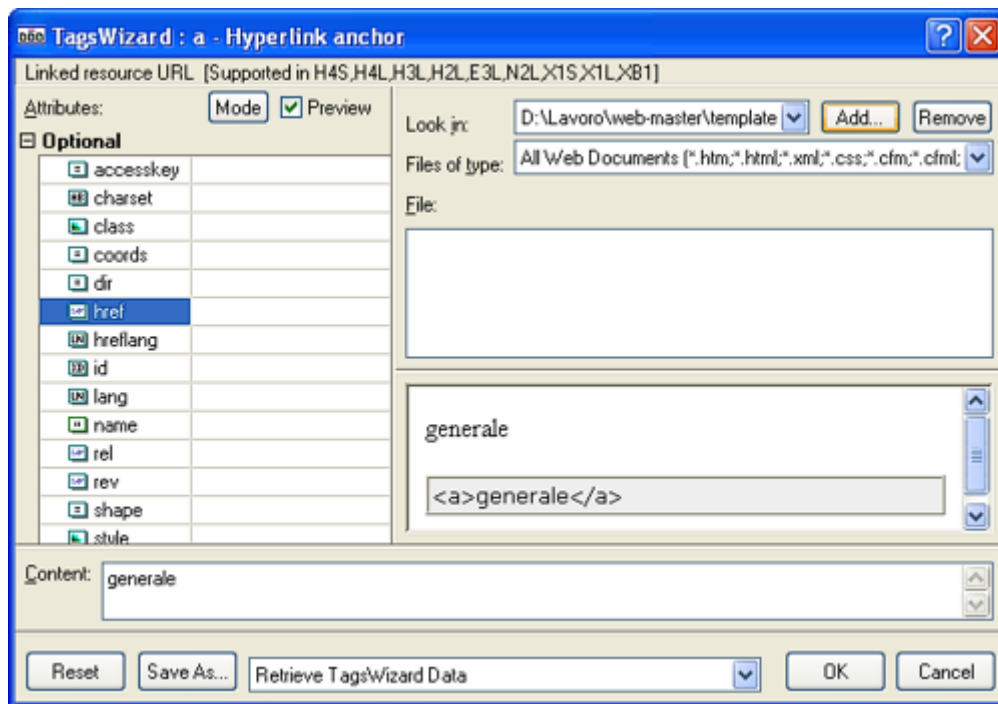 TagsWizard : a - Hyperlink anchor
Linked resource URL [Supported in H4S,H4L,H3L,H2L,E3L,N2L,X1S,X1L,XB1]
Attributes: Mode Preview
Optional
accesskey
charset
class
coords
dir
href
hreflang
id
lang
name
rel
rev
shape
style
Look in: D:\Lavoro\web-master\template Add... Remove
Files of type: All Web Documents (*.htm;*.html;*.xml;*.css;*.cfm;*.cfml;
File:
generale
<a>generale</a>
Content: generale
Reset Save As... Retrieve TagsWizard Data OK Cancel